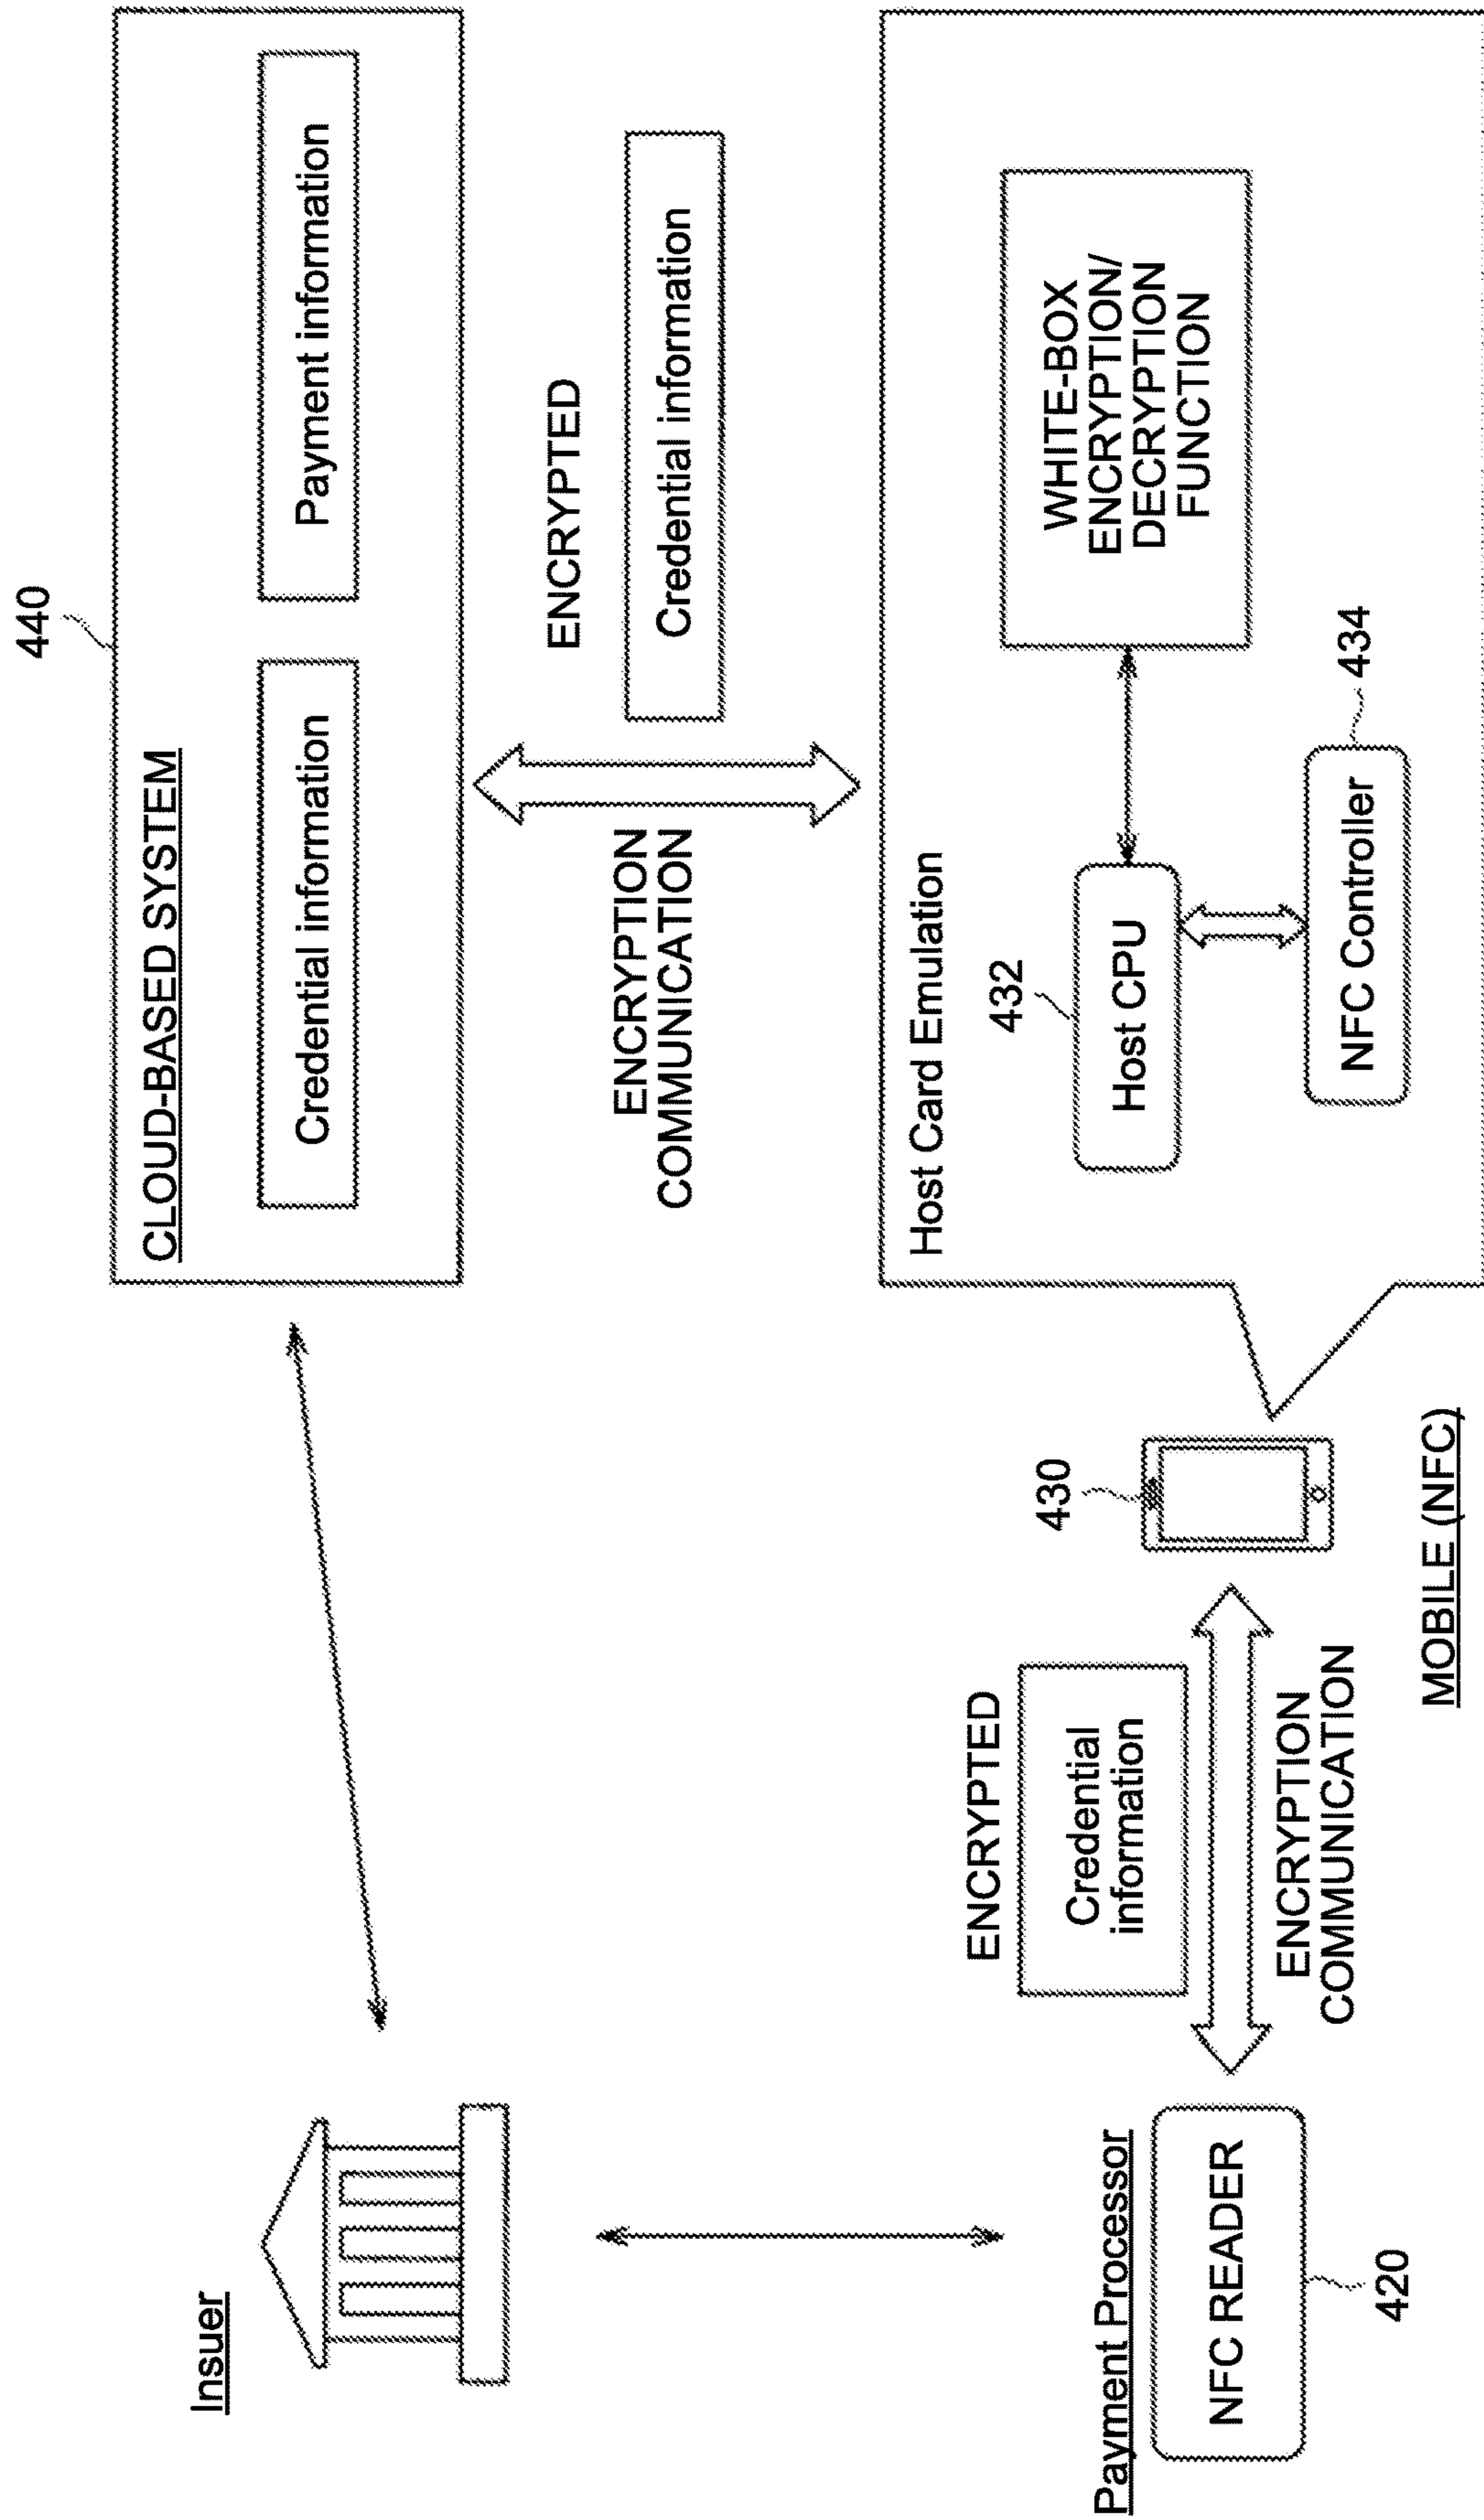 440
CLOUD-BASED SYSTEM
Credential information
Payment information
Insuer
ENCRYPTION
COMMUNICATION
ENCRYPTED
Credential information
Host Card Emulation
432
Host CPU
WHITE-BOX
ENCRYPTION/
DECRYPTION
FUNCTION
434
NFC Controller
430
MOBILE (NFC)
ENCRYPTED
Credential
information
ENCRYPTION
COMMUNICATION
Payment Processor
NFC READER
420